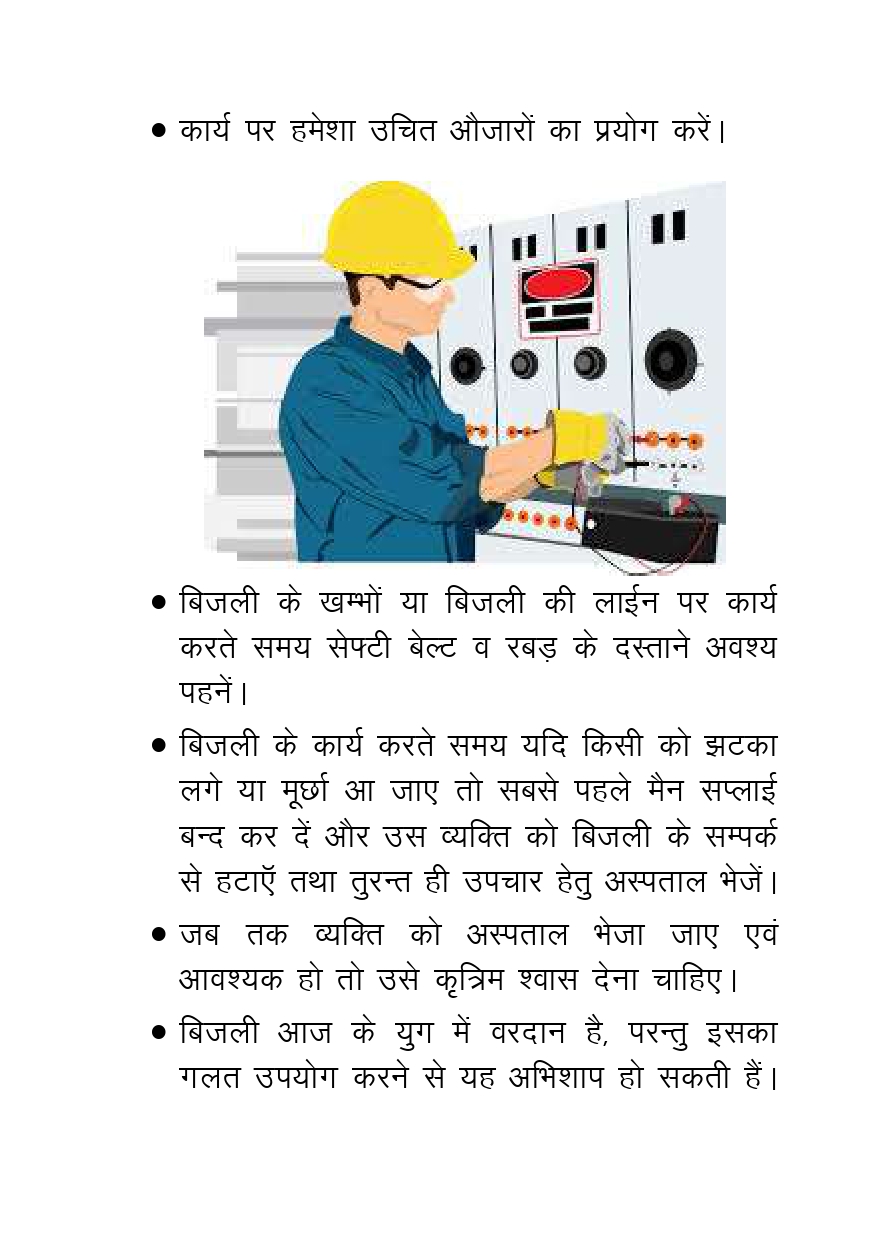 • कार्य पर हमेशा उचित औजारों का प्रयोग करें।
• बिजली के खम्भों या बिजली की लाईन पर कार्य
करते समय सेफ्टी बेल्ट व रबड़ के दस्ताने अवश्य
पहनें।
• बिजली के कार्य करते समय यदि किसी को झटका
लगे या मूर्छा आ जाए तो सबसे पहले मैन सप्लाई
बन्द कर दें और उस व्यक्ति को बिजली के सम्पर्क
से हटाऍ तथा तुरन्त ही उपचार हेतु अस्पताल भेजें।
• जब तक व्यक्ति को अस्पताल भेजा जाए एवं
आवश्यक हो तो उसे कृत्रिम श्वास देना चाहिए।
• बिजली आज के युग में वरदान है, परन्तु इसका
गलत उपयोग करने से यह अभिशाप हो सकती हैं।